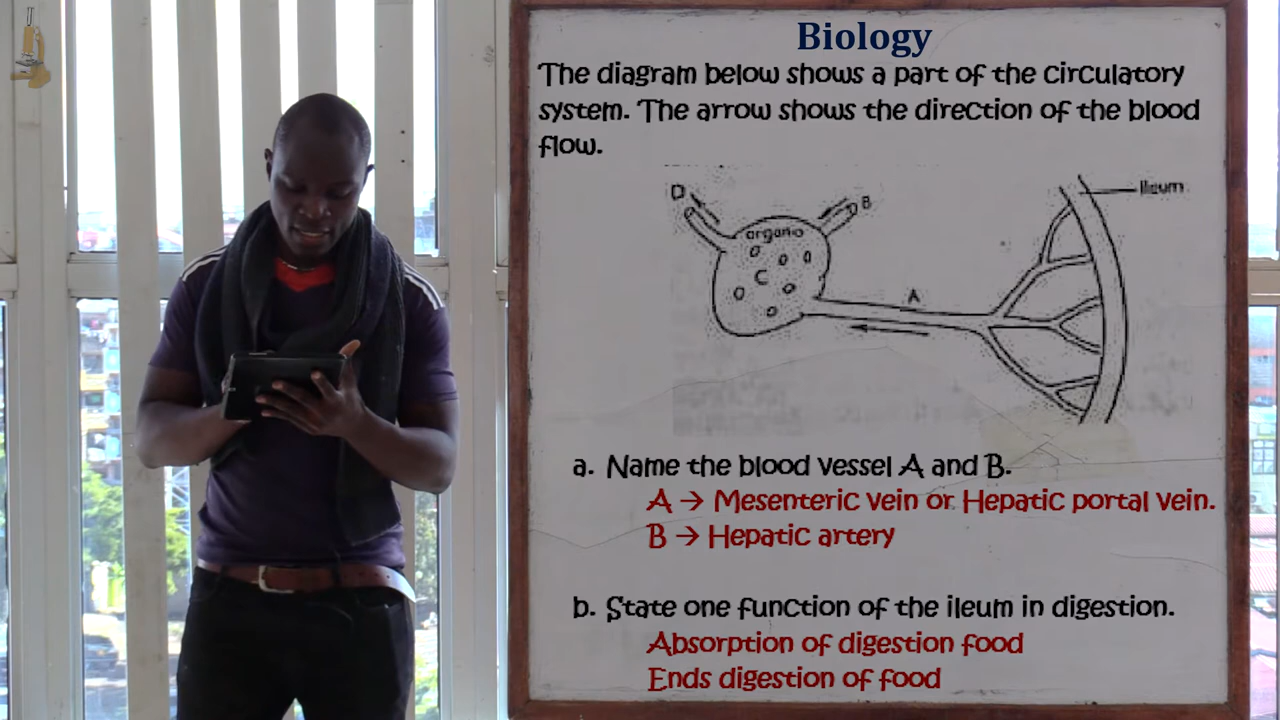 Biology
The diagram below shows a part of the circulatory
system. The arrow shows the direction of the blood
flow.
D
B
Ileum
organ
C
A
a. Name the blood vessel A and B.
A → Mesenteric vein or Hepatic portal vein.
B → Hepatic artery
b. State one function of the ileum in digestion.
Absorption of digestion food
Ends digestion of food